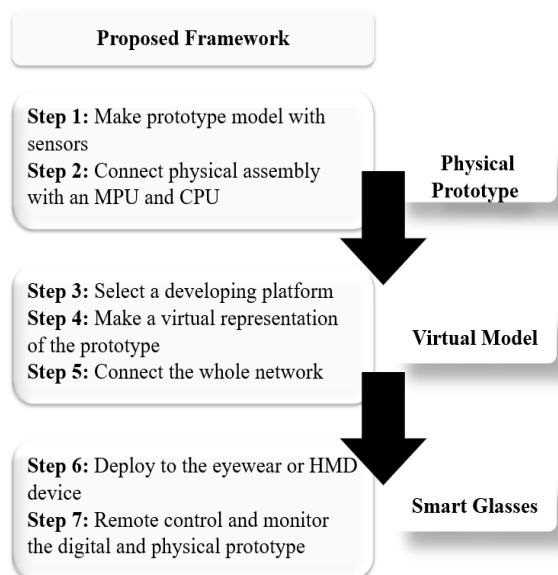 Proposed Framework
Step 1: Make prototype model with
sensors
Step 2: Connect physical assembly
with an MPU and CPU
Physical
Prototype
Step 3: Select a developing platform
Step 4: Make a virtual representation
of the prototype
Step 5: Connect the whole network
Virtual Model
Step 6: Deploy to the eyewear or HMD
device
Step 7: Remote control and monitor
the digital and physical prototype
Smart Glasses